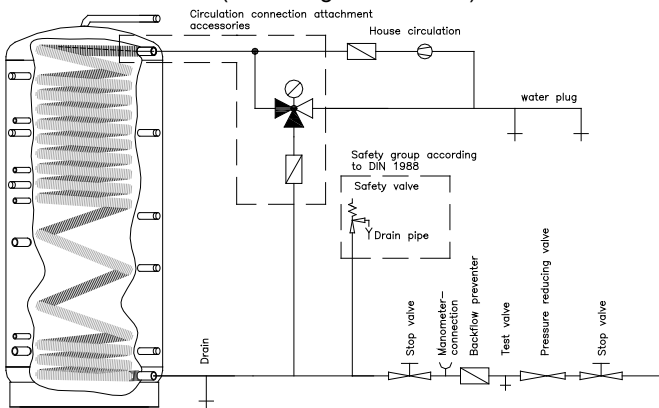 Circulation connection attachment
accessories
House circulation
water plug
Safety group according
to DIN 1988
Safety valve
Drain pipe
Drain
Stop valve
Manometer-
connection
Backflow preventer
Test valve
Pressure reducing valve
Stop valve